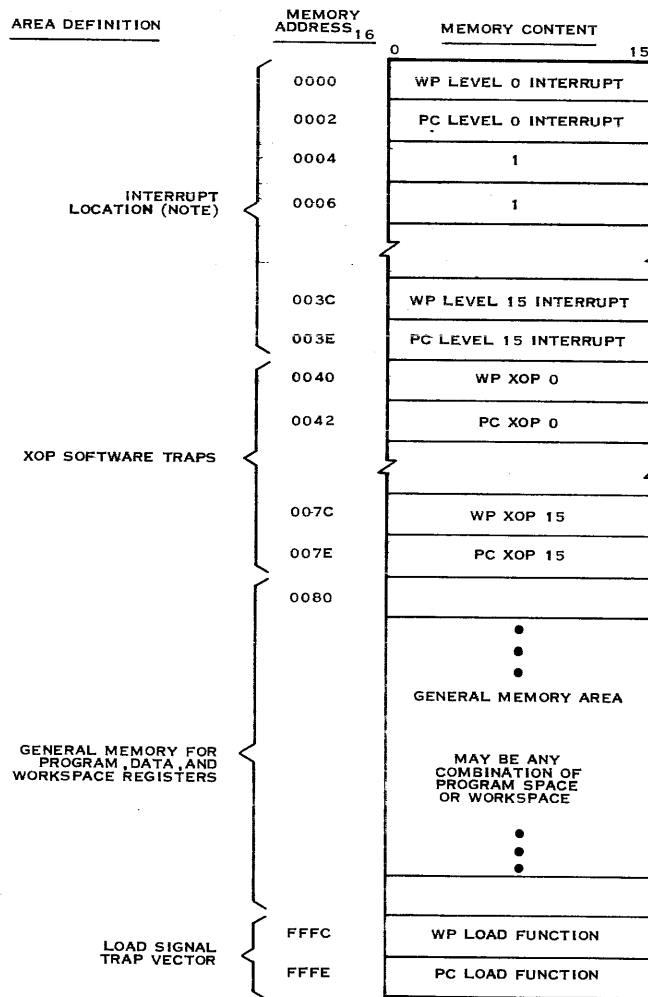 AREA DEFINITION
MEMORY
ADDRESS16
MEMORY CONTENT
0 15
0000 WP LEVEL 0 INTERRUPT
0002 PC LEVEL 0 INTERRUPT
0004 1
INTERRUPT
LOCATION (NOTE)
0006 1
003C WP LEVEL 15 INTERRUPT
003E PC LEVEL 15 INTERRUPT
0040 WP XOP 0
0042 PC XOP 0
XOP SOFTWARE TRAPS
007C WP XOP 15
007E PC XOP 15
0080
GENERAL MEMORY AREA
GENERAL MEMORY FOR
PROGRAM, DATA, AND
WORKSPACE REGISTERS
MAY BE ANY
COMBINATION OF
PROGRAM SPACE
OR WORKSPACE
LOAD SIGNAL
TRAP VECTOR
FFFC WP LOAD FUNCTION
FFFE PC LOAD FUNCTION